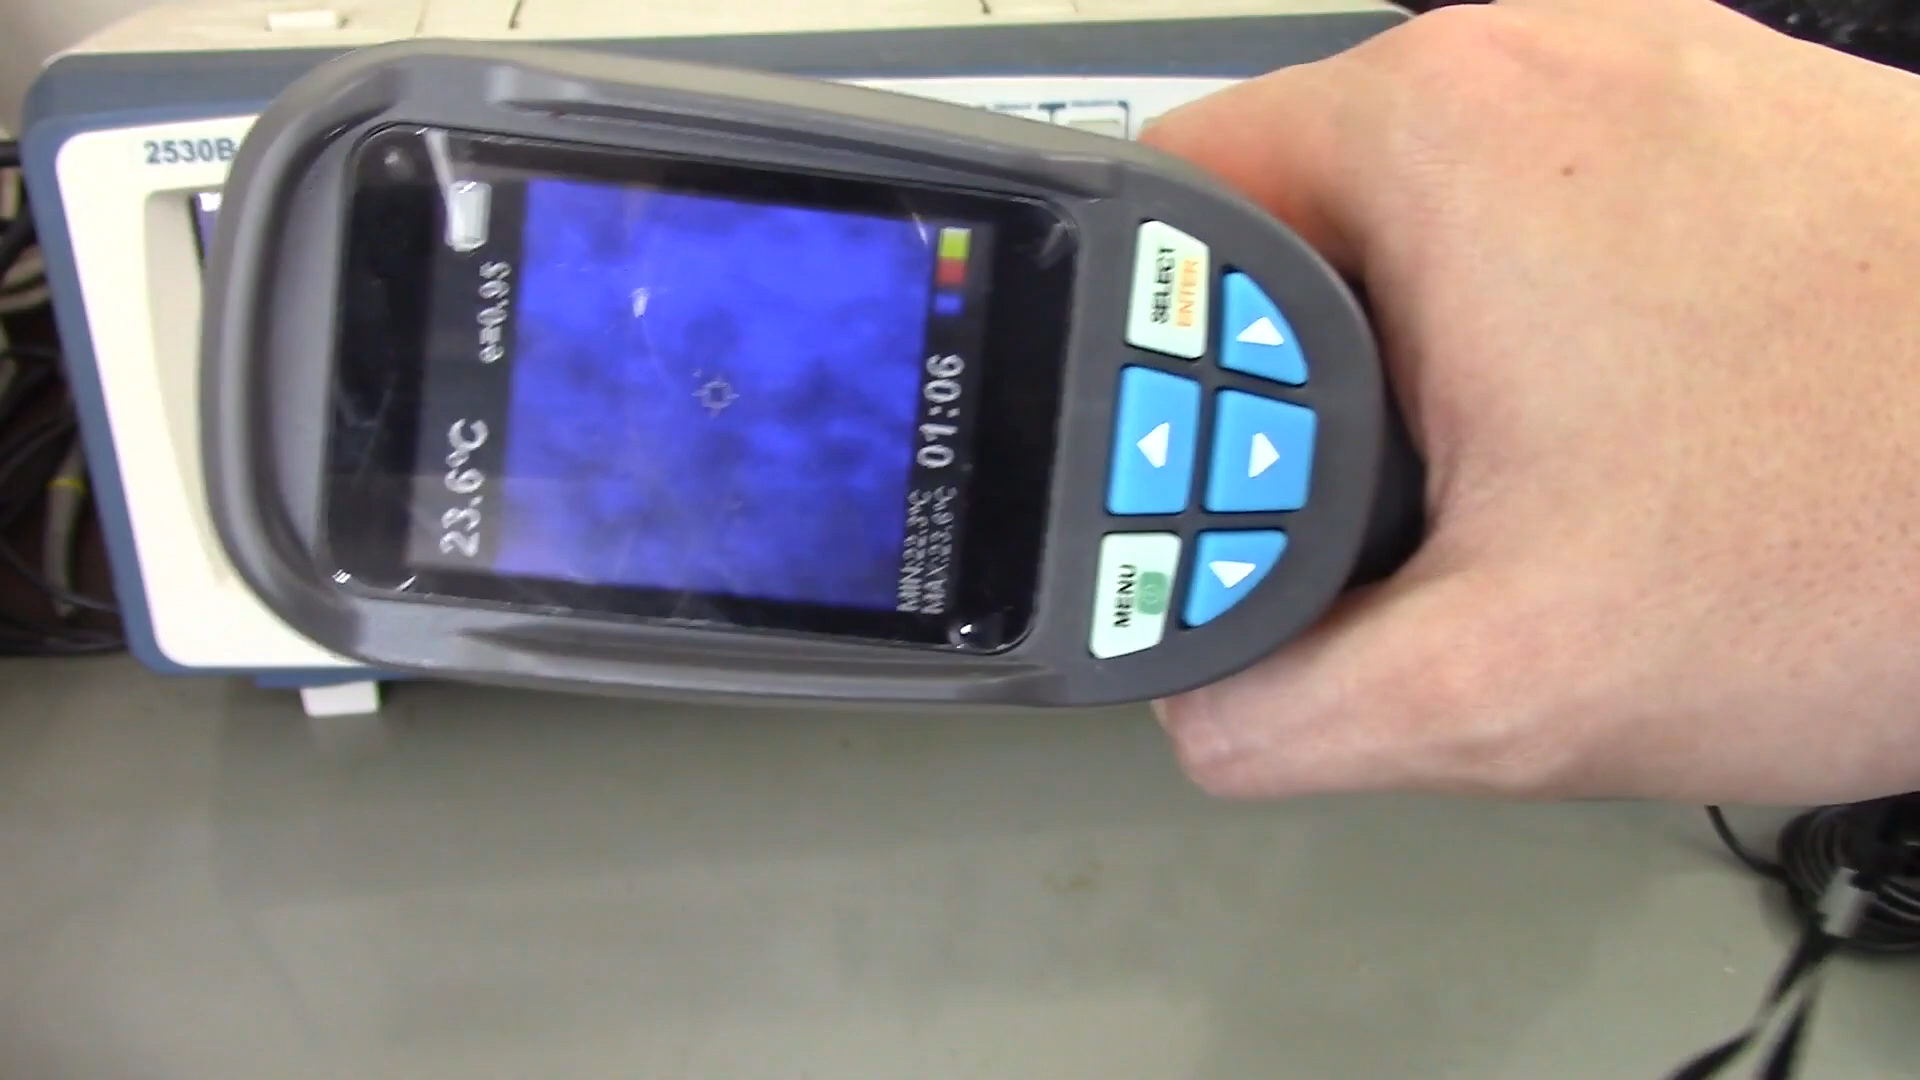 2530B
23.6°C
e=0.95
MIN:22.3°C
MAX:23.6°C
01:06
SELECT
ENTER
MENU